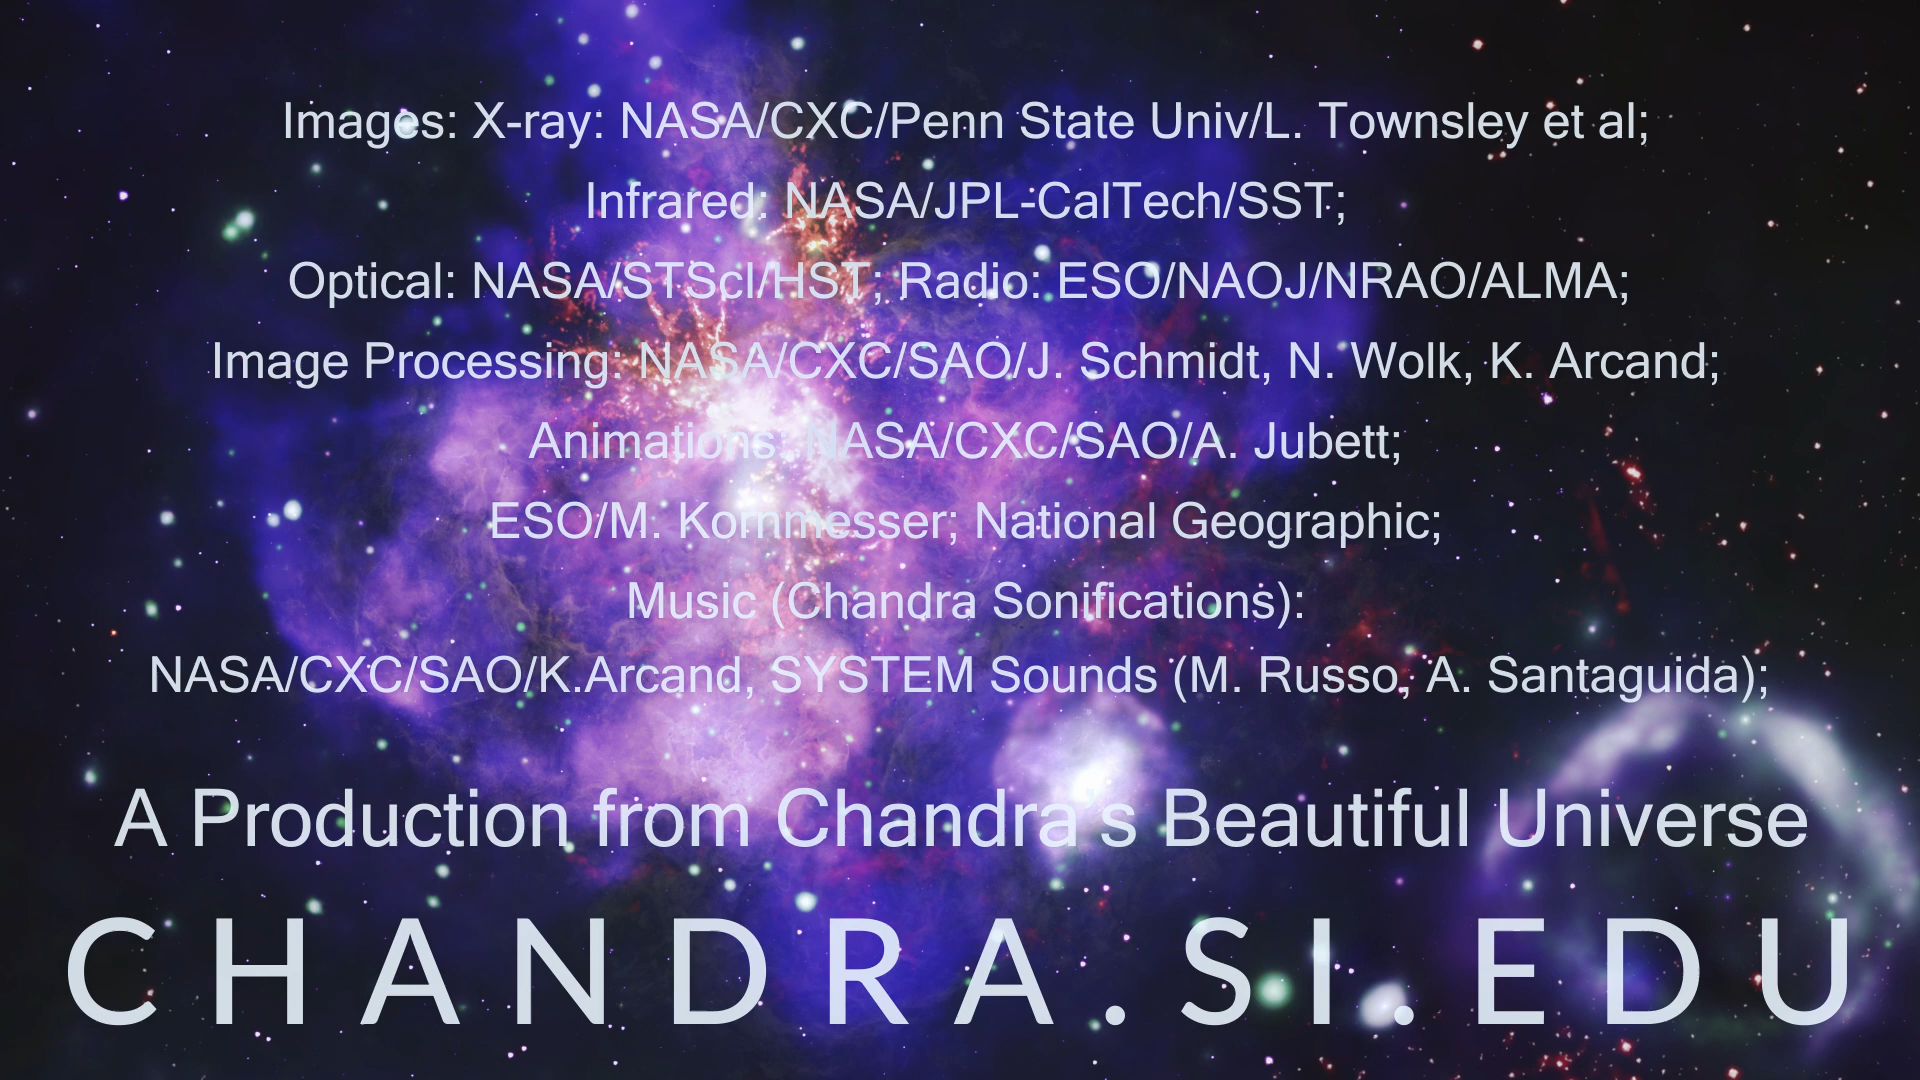 Images: X-ray: NASA/CXC/Penn State Univ/L. Townsley et al;
Infrared: NASA/JPL-CalTech/SST;
Optical: NASA/STScI/HST; Radio: ESO/NAOJ/NRAO/ALMA;
Image Processing: NASA/CXC/SAO/J. Schmidt, N. Wolk, K. Arcand;
Animations: NASA/CXC/SAO/A. Jubett;
ESO/M. Kornmesser; National Geographic;
Music (Chandra Sonifications):
NASA/CXC/SAO/K.Arcand, SYSTEM Sounds (M. Russo, A. Santaguida);
A Production from Chandra's Beautiful Universe
CHANDRA.SI.EDU